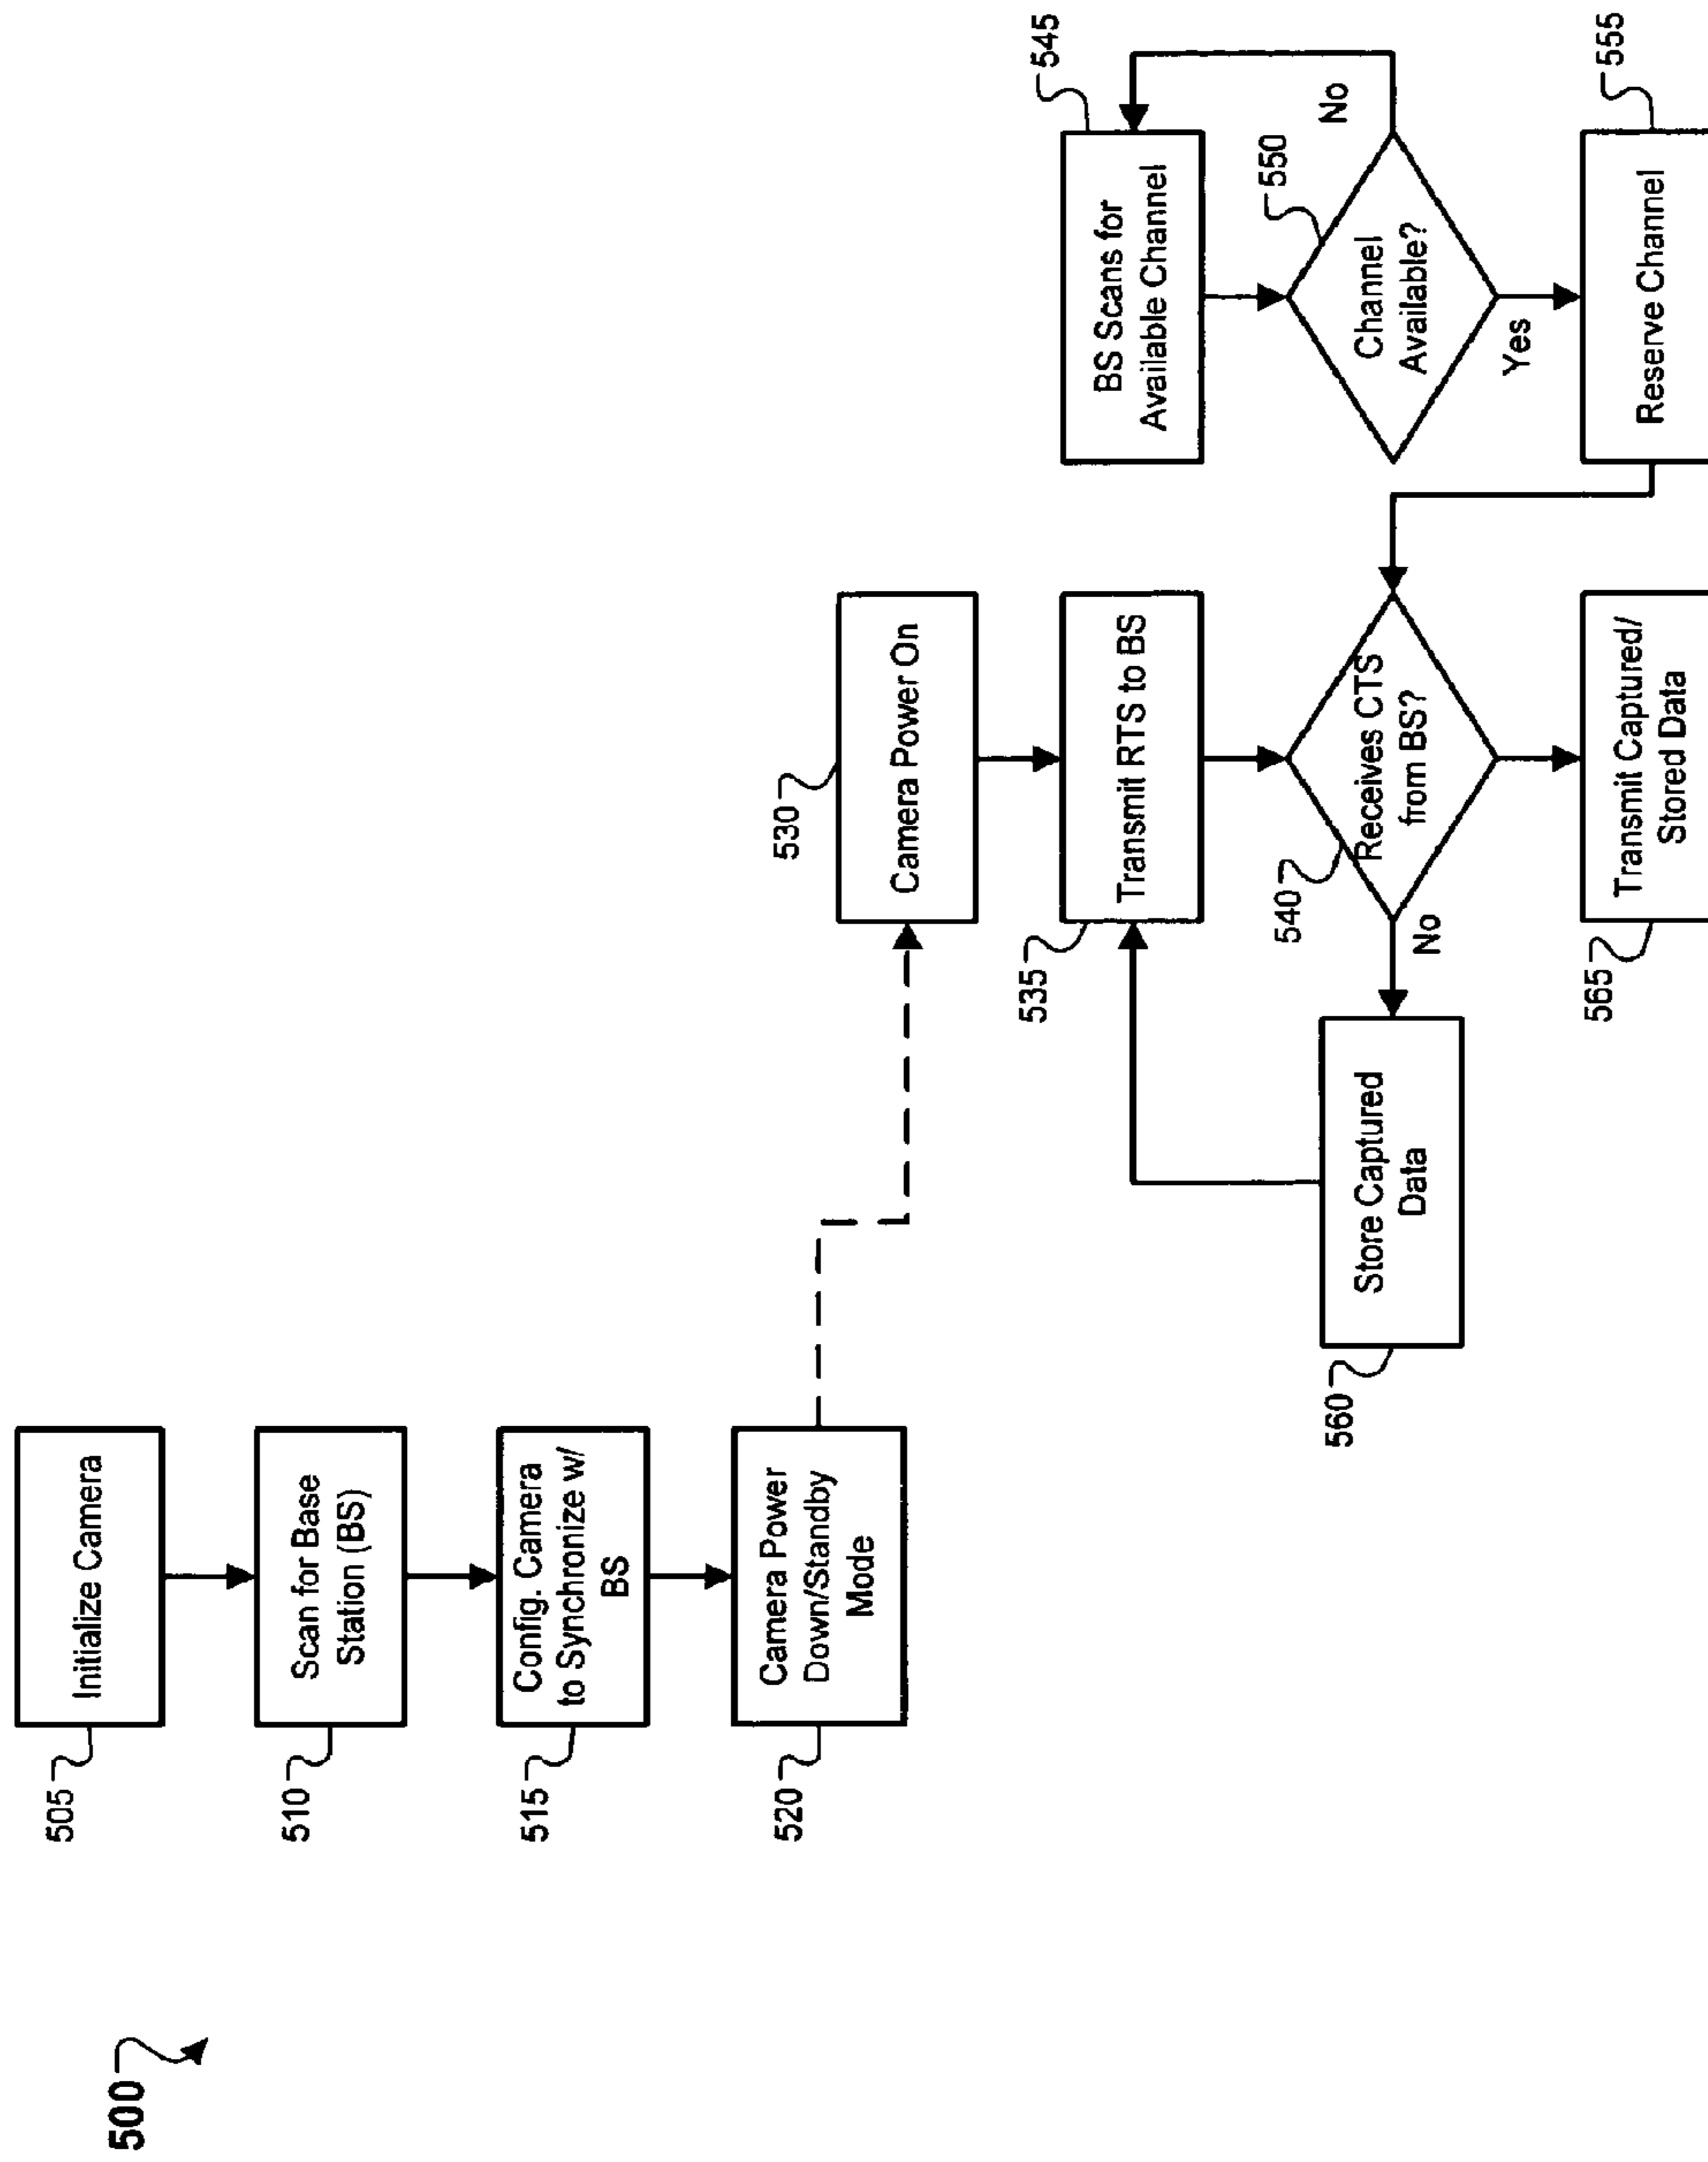 500
505
Initialize Camera
510
Scan for Base
Station (BS)
515
Config. Camera
to Synchronize w/
BS
520
Camera Power
Down/Standby
Mode
530
Camera Power On
535
Transmit RTS to BS
540
Receives CTS
from BS?
No
560
Store Captured
Data
565
Transmit Captured/
Stored Data
545
BS Scans for
Available Channel
550
Channel
Available?
No
Yes
555
Reserve Channel